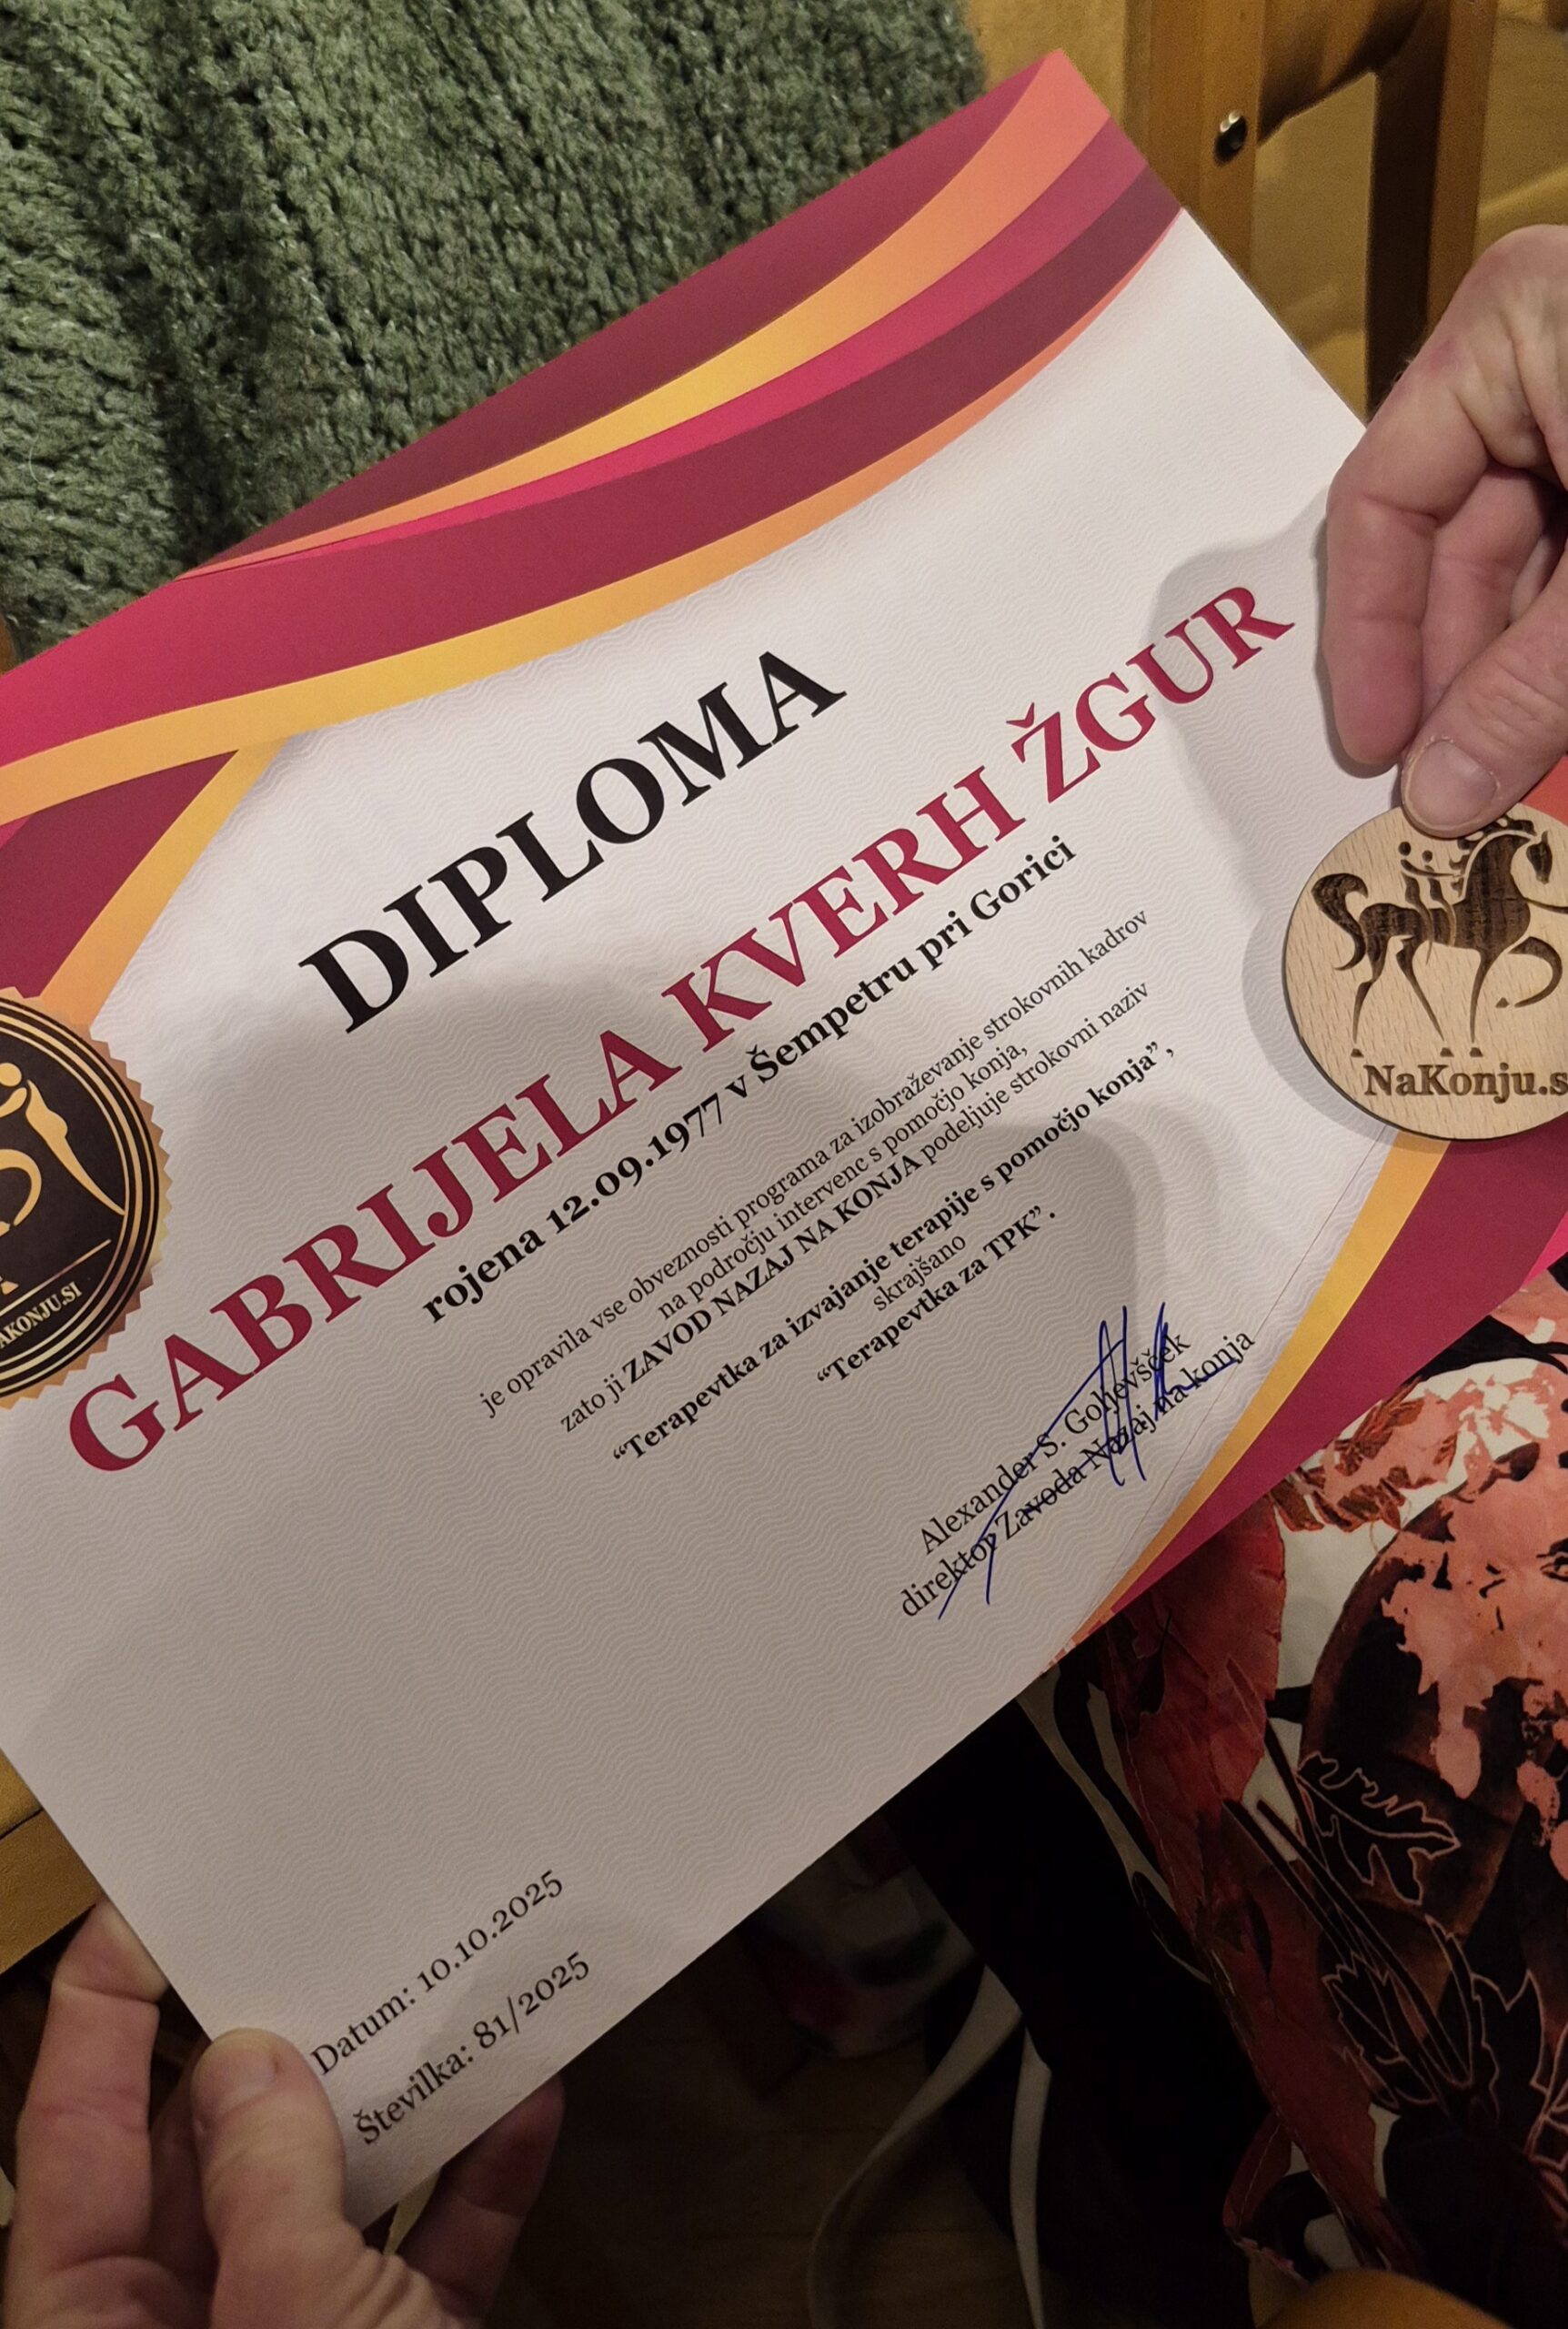 DIPLOMA
GABRIJELA KVERH ŽGUR
rojena 12.09.1977 v Šempetru pri Gorici
je opravila vse obveznosti programa za izobraževanje strokovnih kadrov
na področju intervenc s pomočjo konja,
zato ji ZAVOD NAZAJ NA KONJA podeljuje strokovni naziv
“Terapevtka za izvajanje terapije s pomočjo konja”,
skrajšano
“Terapevtka za TPK”.
Alexander S. Goljevšček
direktor Zavoda Nazaj na konja
Datum: 10.10.2025
Številka: 81/2025
NaKonju.s
AKONJU.SI